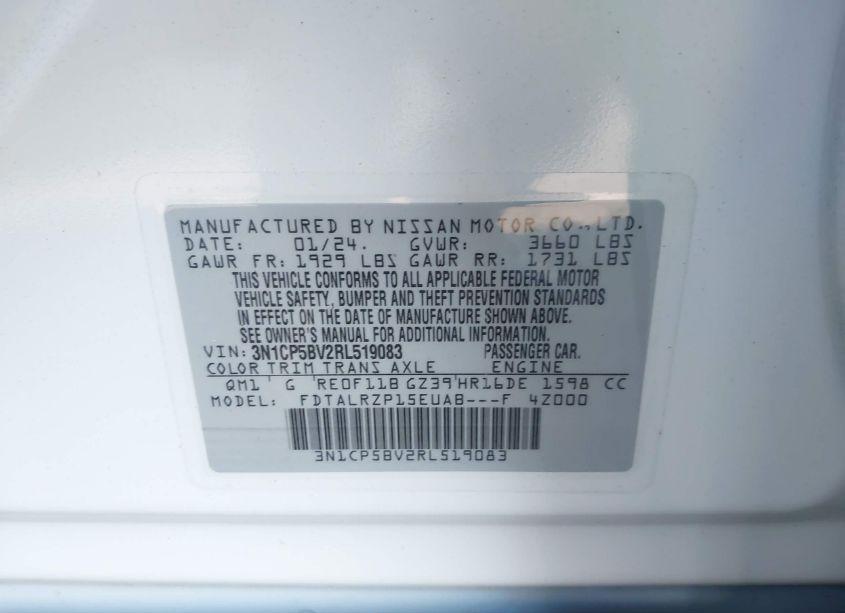 MANUFACTURED BY NISSAN MOTOR CO., LTD.
DATE: 01/24. GVWR: 3660 LBS
GAWR FR: 1929 LBS GAWR RR: 1731 LBS
THIS VEHICLE CONFORMS TO ALL APPLICABLE FEDERAL MOTOR
VEHICLE SAFETY, BUMPER AND THEFT PREVENTION STANDARDS
IN EFFECT ON THE DATE OF MANUFACTURE SHOWN ABOVE.
SEE OWNER'S MANUAL FOR ADDITIONAL INFORMATION.
VIN: 3N1CP5BV2RL519083 PASSENGER CAR.
COLOR TRIM TRANS AXLE ENGINE
QM1 G RE0F11B GZ39 HR16DE 1598 CC
MODEL: FDTALRZP15EUAB---F 4Z000
3N1CP5BV2RL519083